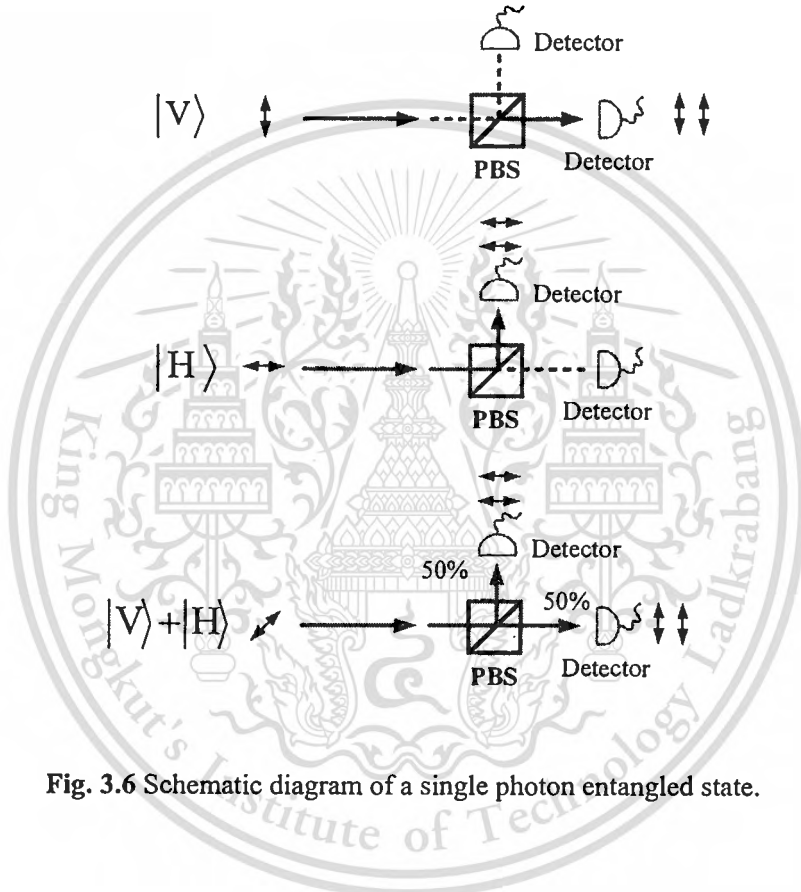 Detector
|V⟩
PBS
Detector
Detector
|H⟩
PBS
Detector
Detector
50%
50%
|V⟩+|H⟩
PBS
Detector
Fig. 3.6 Schematic diagram of a single photon entangled state.
King Mongkut's Institute of Technology Ladkrabang